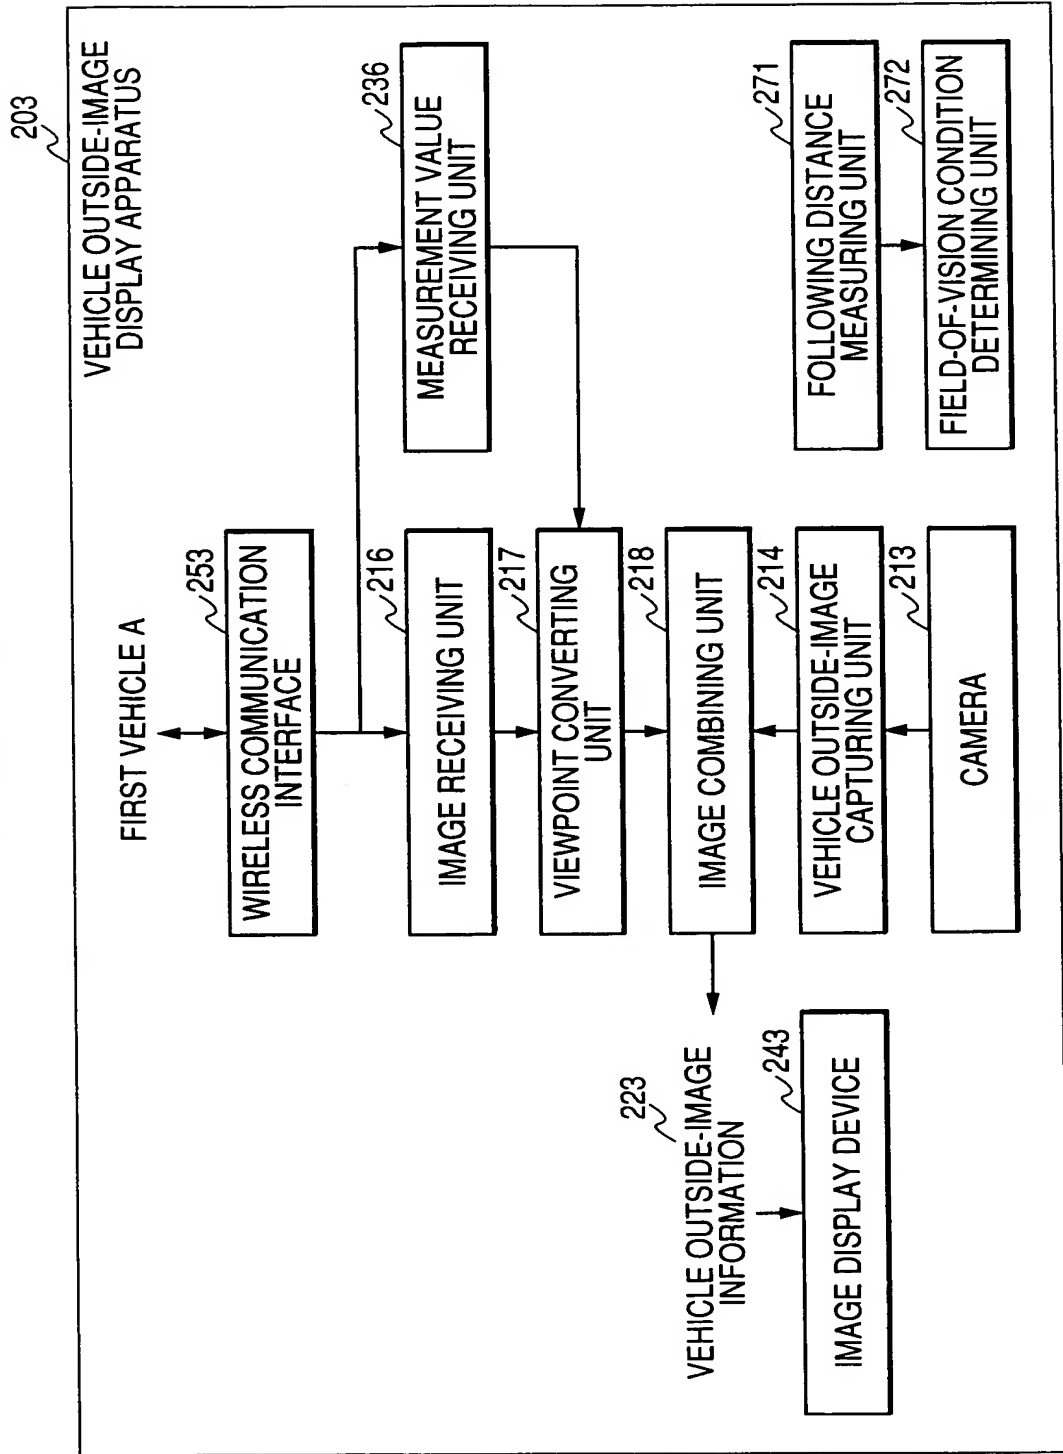 203
VEHICLE OUTSIDE-IMAGE
DISPLAY APPARATUS
FIRST VEHICLE A
253
WIRELESS COMMUNICATION
INTERFACE
236
MEASUREMENT VALUE
RECEIVING UNIT
216
IMAGE RECEIVING UNIT
217
VIEWPOINT CONVERTING
UNIT
218
IMAGE COMBINING UNIT
214
VEHICLE OUTSIDE-IMAGE
CAPTURING UNIT
213
CAMERA
271
FOLLOWING DISTANCE
MEASURING UNIT
272
FIELD-OF-VISION CONDITION
DETERMINING UNIT
223
VEHICLE OUTSIDE-IMAGE
INFORMATION
243
IMAGE DISPLAY DEVICE